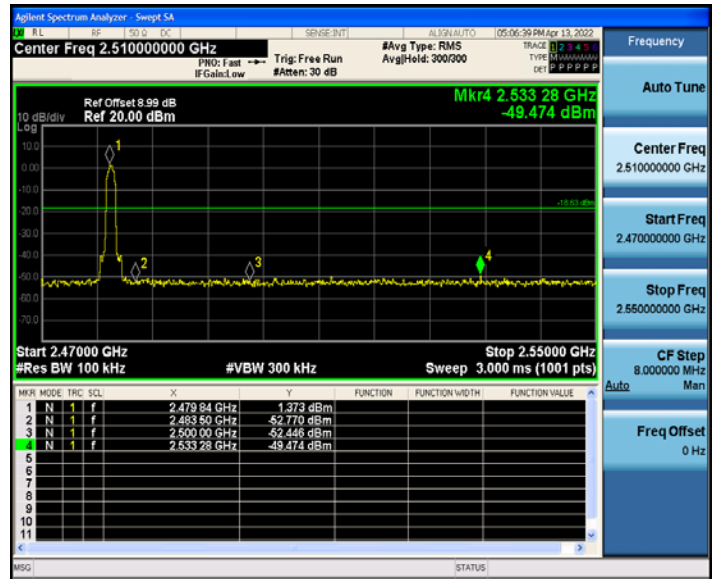 Agilent Spectrum Analyzer - Swept SA
RL RF 50 Ω DC SENSE:INT ALIGN AUTO 05:06:39 PM Apr 13, 2022
Center Freq 2.510000000 GHz
PNO: Fast
IFGain:Low
Trig: Free Run
#Atten: 30 dB
#Avg Type: RMS
Avg|Hold: 300/300
TRACE 1 2 3 4 5 6
TYPE MWWWWW
DET P P P P P P
Ref Offset 8.99 dB
Ref 20.00 dBm
10 dB/div
Log
Mkr4 2.533 28 GHz
-49.474 dBm
10.0
0.00
-10.0
-20.0
-30.0
-40.0
-50.0
-60.0
-70.0
1
2
3
4
-18.63 dBm
Start 2.47000 GHz
Stop 2.55000 GHz
#Res BW 100 kHz
#VBW 300 kHz
Sweep 3.000 ms (1001 pts)
MKR MODE TRC SCL X Y FUNCTION FUNCTION WIDTH FUNCTION VALUE
1 N 1 f 2.479 84 GHz 1.373 dBm
2 N 1 f 2.483 50 GHz -52.770 dBm
3 N 1 f 2.500 00 GHz -52.446 dBm
4 N 1 f 2.533 28 GHz -49.474 dBm
5
6
7
8
9
10
11
MSG
STATUS
Frequency
Auto Tune
Center Freq
2.510000000 GHz
Start Freq
2.470000000 GHz
Stop Freq
2.550000000 GHz
CF Step
8.000000 MHz
Auto Man
Freq Offset
0 Hz